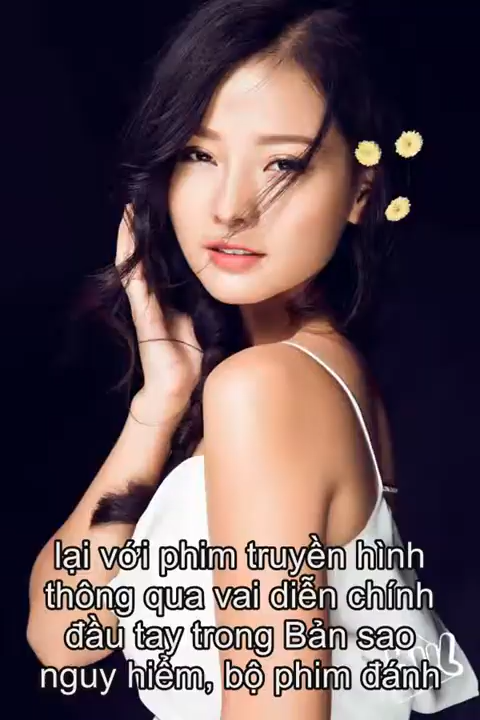 lại với phim truyền hình
thông qua vai diễn chính
đầu tay trong Bản sao
nguy hiểm, bộ phim đánh